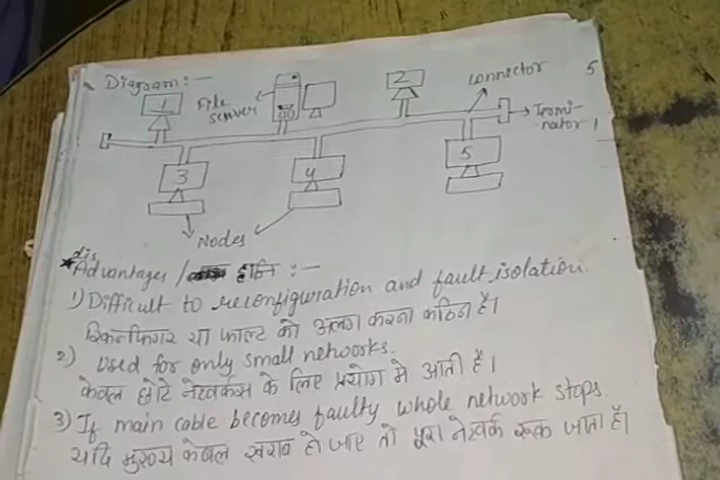 Diagram:-
5
1
File
server
2
connector
Termi-
nator
3
4
5
Nodes
*disAdvantages / हानि :-
1) Difficult to reconfiguration and fault isolation.
रिकन्फिगर या फाल्ट को अलग करना कठिन है।
2) Used for only small networks.
केवल छोटे नेटवर्कस के लिए प्रयोग मे आती है।
3) If main cable becomes faulty whole network stops.
यदि मुख्य केबल खराब हो जाए तो पूरा नेटवर्क रूक जाता है।